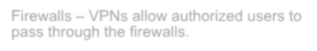 Firewalls – VPNs allow authorized users to
pass through the firewalls.